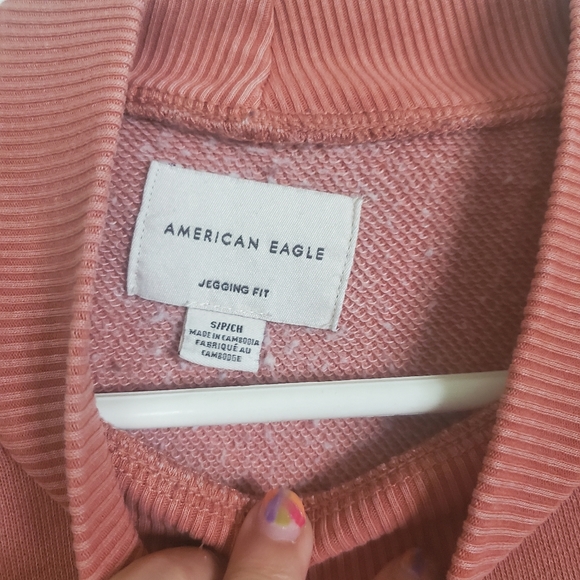 AMERICAN EAGLE
JEGGING FIT
S/P/CH
MADE IN CAMBODIA
FABRIQUÉ AU
CAMBODGE